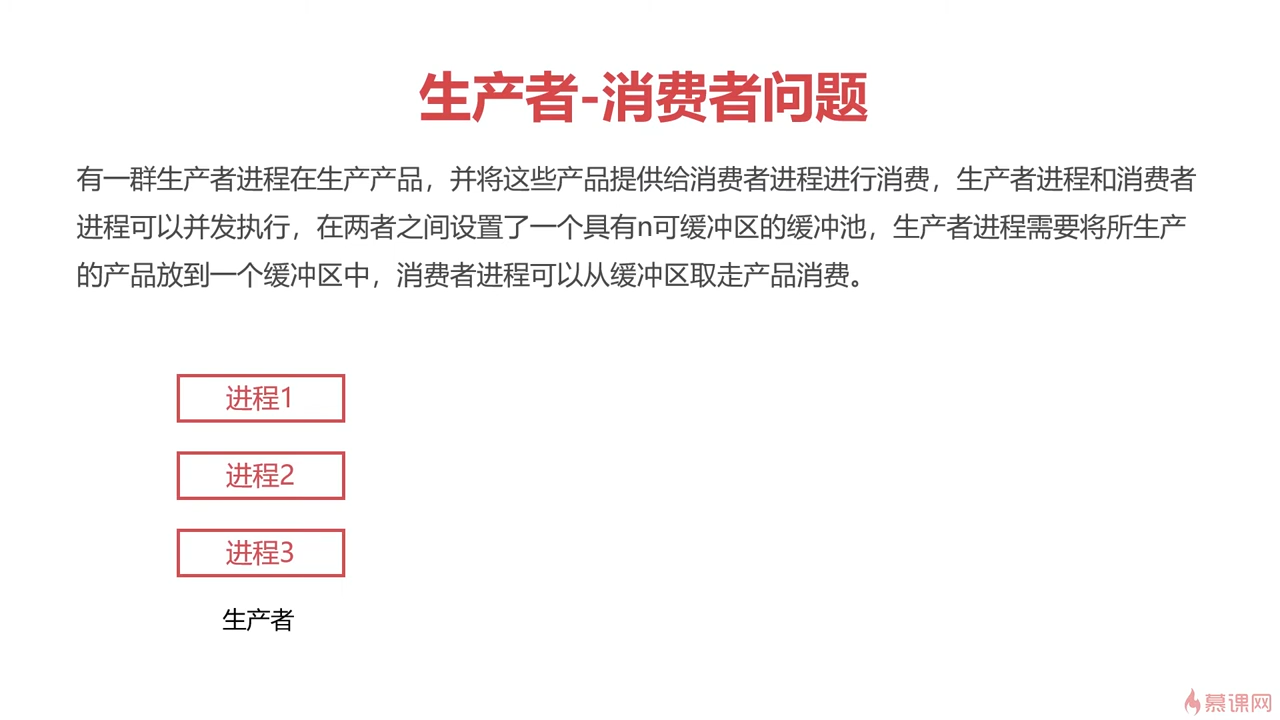 生产者-消费者问题
有一群生产者进程在生产产品，并将这些产品提供给消费者进程进行消费，生产者进程和消费者
进程可以并发执行，在两者之间设置了一个具有n可缓冲区的缓冲池，生产者进程需要将所生产
的产品放到一个缓冲区中，消费者进程可以从缓冲区取走产品消费。
进程1
进程2
进程3
生产者
慕课网